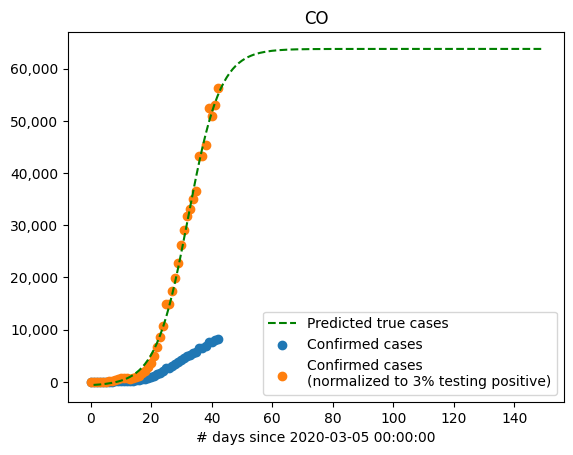 CO
60,000
50,000
40,000
30,000
20,000
10,000
0
Predicted true cases
Confirmed cases
Confirmed cases
(normalized to 3% testing positive)
0 20 40 60 80 100 120 140
# days since 2020-03-05 00:00:00